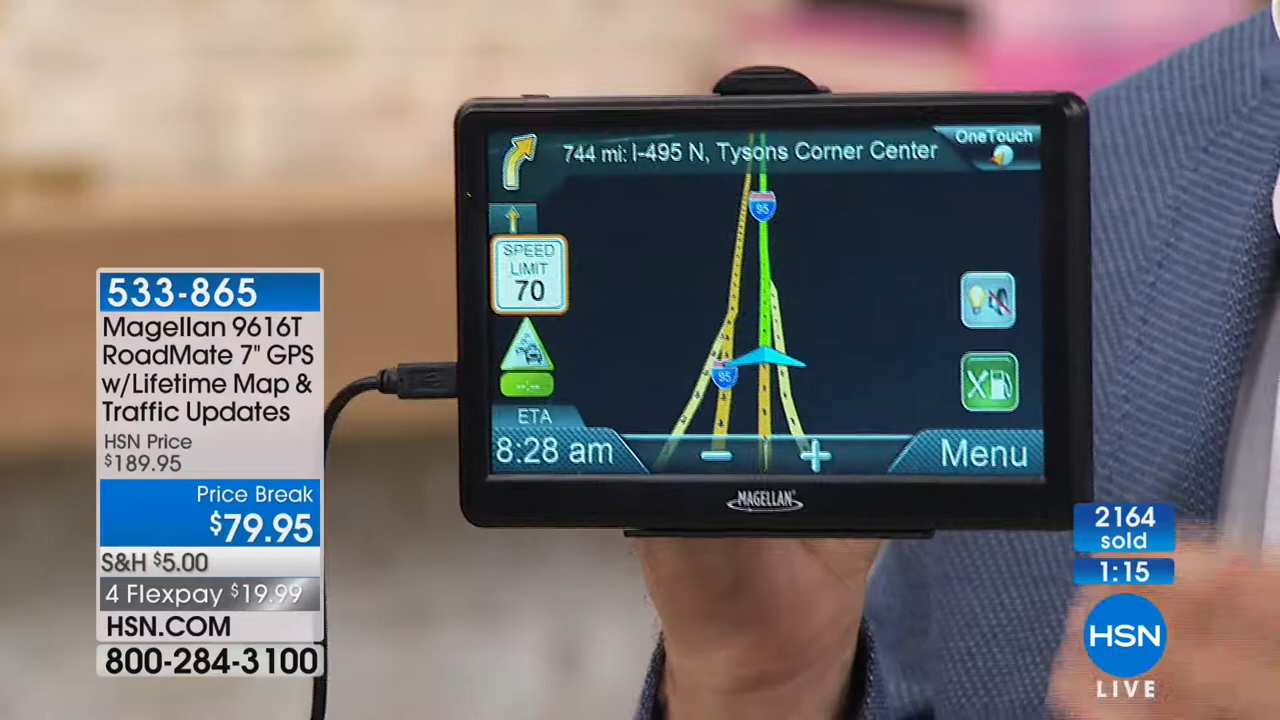 533-865
Magellan 9616T
RoadMate 7" GPS
w/Lifetime Map &
Traffic Updates
HSN Price
$189.95
Price Break
$79.95
S&H $5.00
4 Flexpay $19.99
HSN.COM
800-284-3100
744 mi: I-495 N, Tysons Corner Center
OneTouch
95
SPEED
LIMIT
70
95
--:--
ETA
8:28 am
Menu
MAGELLAN
2164
sold
1:15
HSN
LIVE